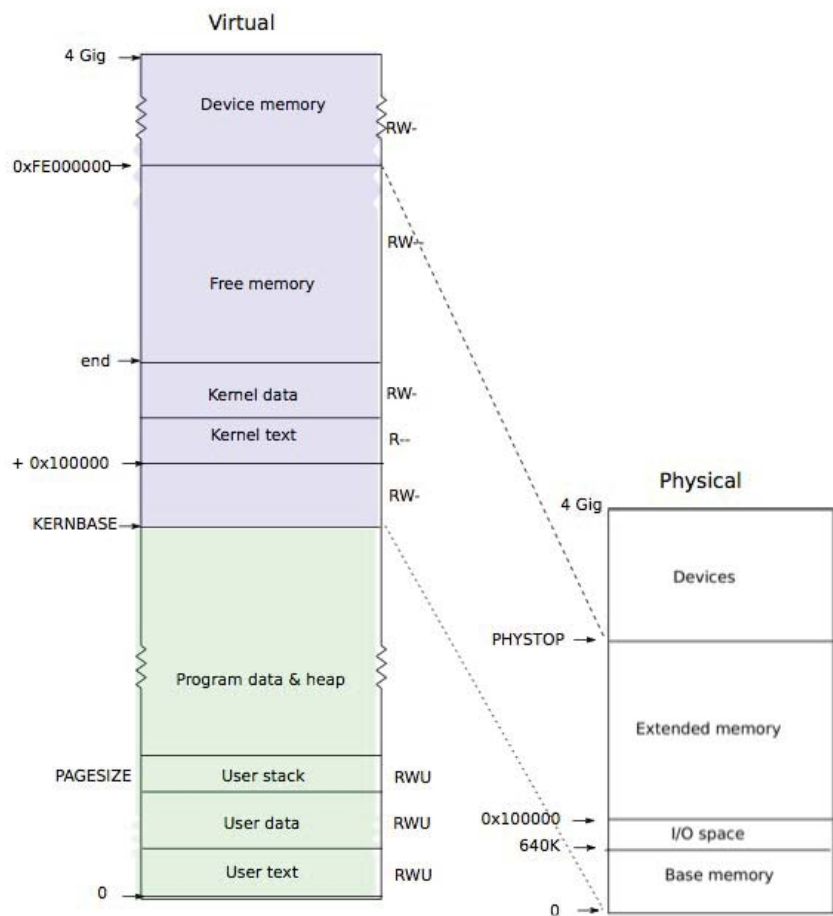 Virtual
4 Gig
Device memory
RW-
0xFE000000
RW--
Free memory
end
Kernel data
RW-
Kernel text
R--
+ 0x100000
RW-
KERNBASE
Program data & heap
PAGESIZE
User stack
RWU
User data
RWU
User text
RWU
0
Physical
4 Gig
Devices
PHYSTOP
Extended memory
0x100000
I/O space
640K
Base memory
0